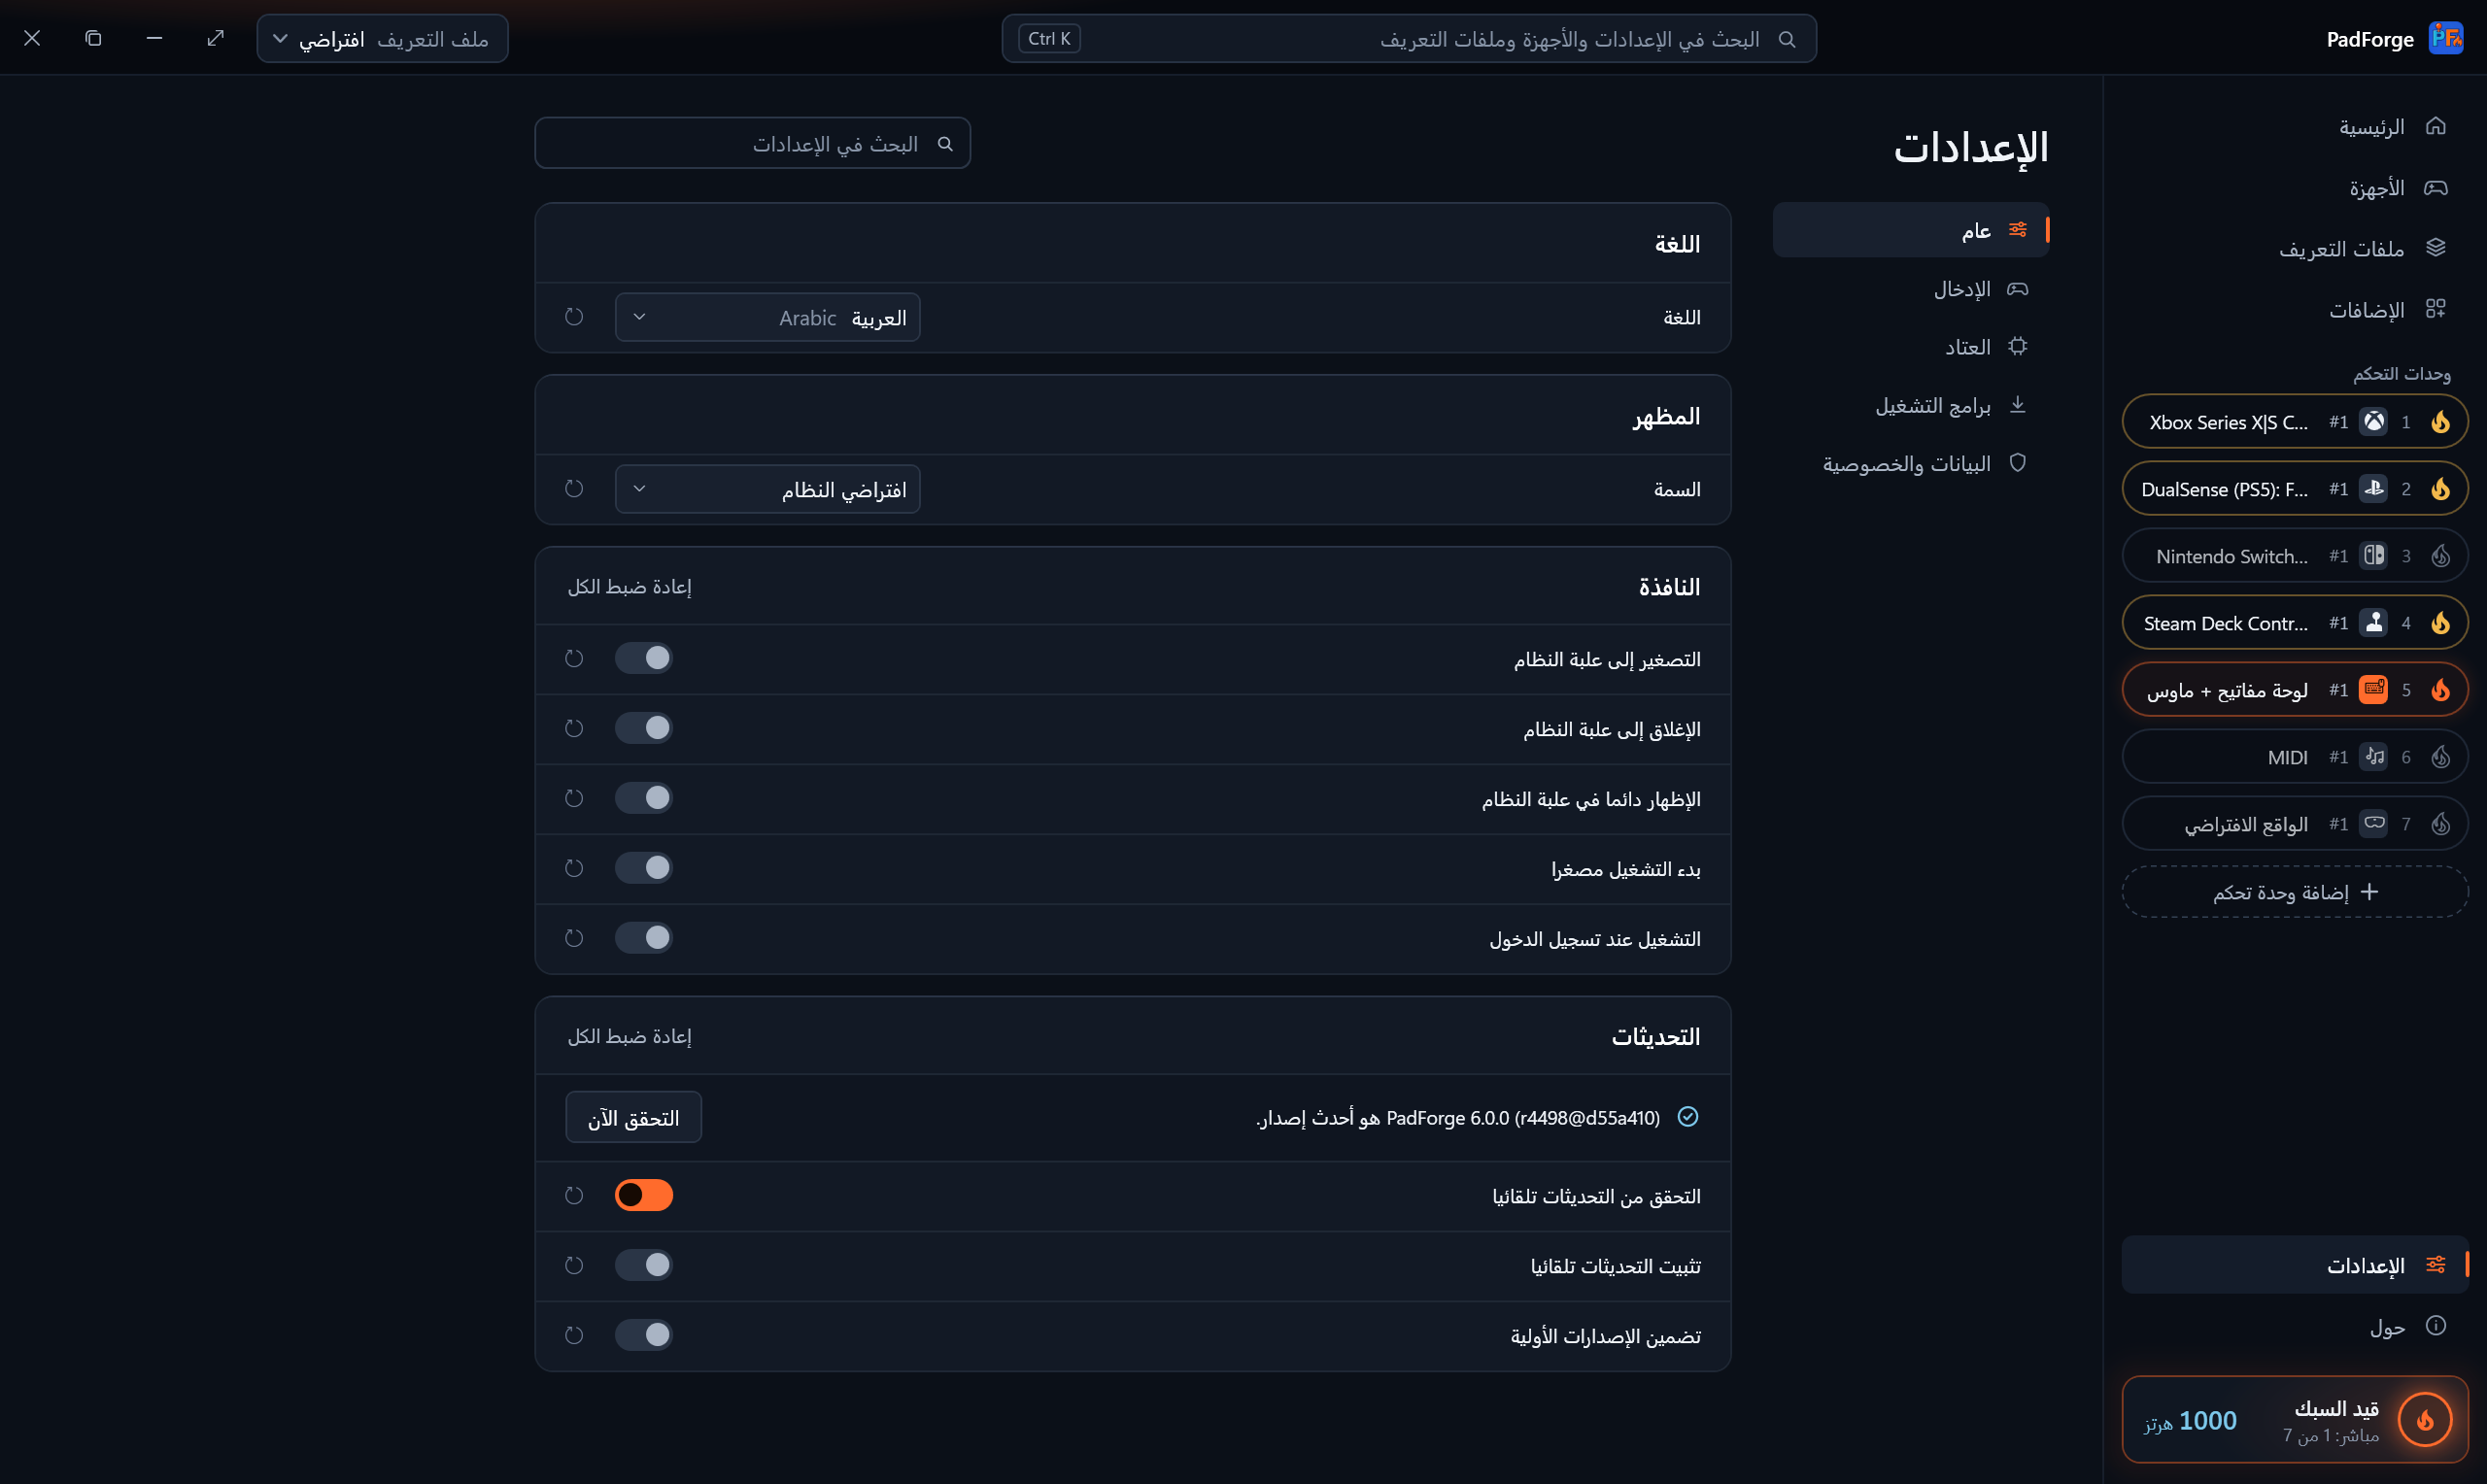 PadForge
البحث في الإعدادات والأجهزة وملفات التعريف
Ctrl K
ملف التعريف افتراضي
الرئيسية
الأجهزة
ملفات التعريف
الإضافات
وحدات التحكم
1 #1 Xbox Series X|S C...
2 #1 DualSense (PS5): F...
3 #1 Nintendo Switch...
4 #1 Steam Deck Contr...
5 #1 لوحة مفاتيح + ماوس
6 #1 MIDI
7 #1 الواقع الافتراضي
إضافة وحدة تحكم
الإعدادات
حول
قيد السبك
مباشر: 1 من 7
1000 هرتز
الإعدادات
البحث في الإعدادات
عام
الإدخال
العتاد
برامج التشغيل
البيانات والخصوصية
اللغة
اللغة
العربية Arabic
المظهر
السمة
افتراضي النظام
النافذة
إعادة ضبط الكل
التصغير إلى علبة النظام
الإغلاق إلى علبة النظام
الإظهار دائما في علبة النظام
بدء التشغيل مصغرا
التشغيل عند تسجيل الدخول
التحديثات
إعادة ضبط الكل
PadForge 6.0.0 (r4498@d55a410) هو أحدث إصدار.
التحقق الآن
التحقق من التحديثات تلقائيا
تثبيت التحديثات تلقائيا
تضمين الإصدارات الأولية